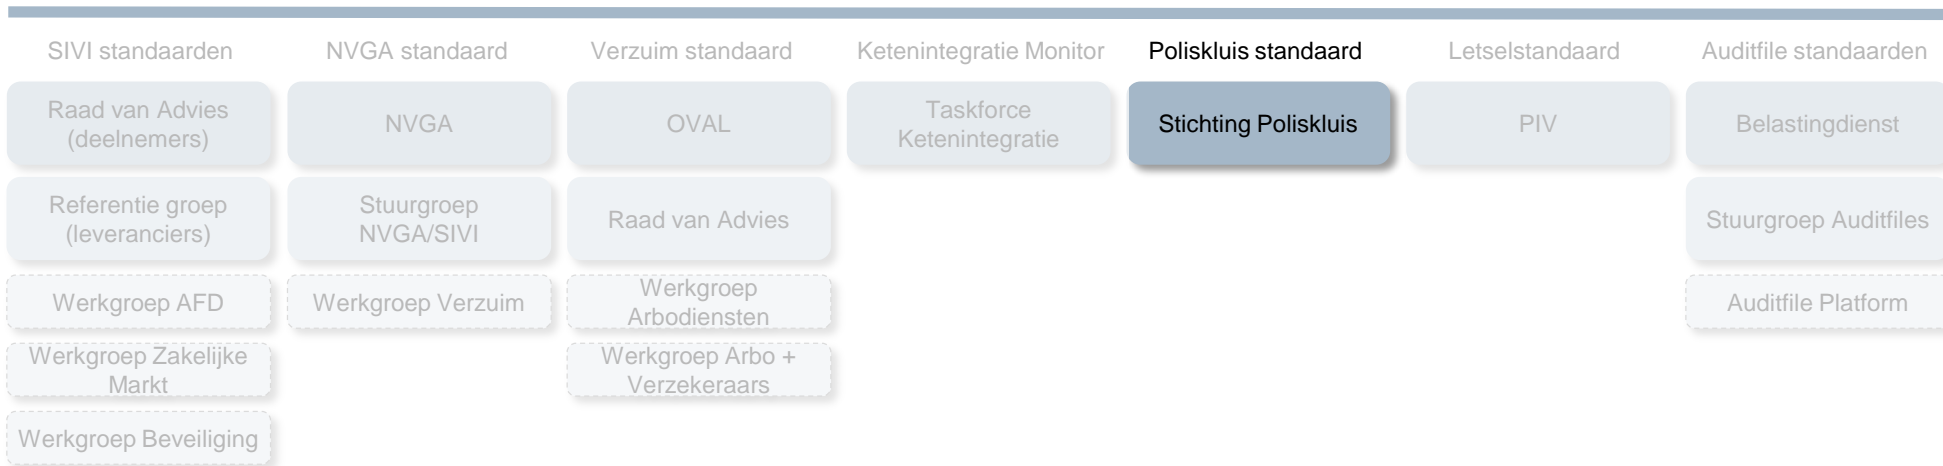 SIVI standaarden
NVGA standaard
Verzuim standaard
Ketenintegratie Monitor
Poliskluis standaard
Letselstandaard
Auditfile standaarden
Raad van Advies
(deelnemers)
NVGA
OVAL
Taskforce
Ketenintegratie
Stichting Poliskluis
PIV
Belastingdienst
Referentie groep
(leveranciers)
Stuurgroep
NVGA/SIVI
Raad van Advies
Stuurgroep Auditfiles
Werkgroep AFD
Werkgroep Verzuim
Werkgroep
Arbodiensten
Auditfile Platform
Werkgroep Zakelijke
Markt
Werkgroep Arbo +
Verzekeraars
Werkgroep Beveiliging